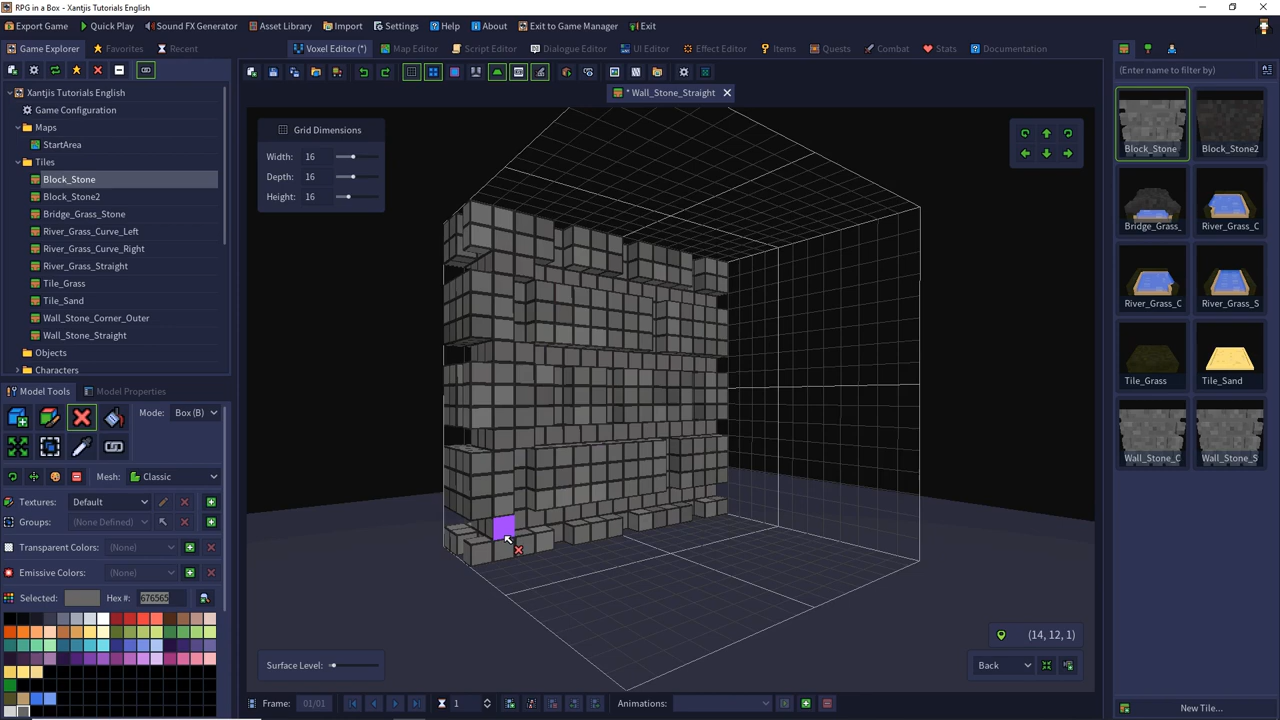 RPG in a Box - Xantjis Tutorials English
Export Game
Quick Play
Sound FX Generator
Asset Library
Import
Settings
Help
About
Exit to Game Manager
Exit
Game Explorer
Favorites
Recent
Voxel Editor (*)
Map Editor
Script Editor
Dialogue Editor
UI Editor
Effect Editor
Items
Quests
Combat
Stats
Documentation
* Wall_Stone_Straight
(Enter name to filter by)
Xantjis Tutorials English
Game Configuration
Maps
StartArea
Tiles
Block_Stone
Block_Stone2
Bridge_Grass_Stone
River_Grass_Curve_Left
River_Grass_Curve_Right
River_Grass_Straight
Tile_Grass
Tile_Sand
Wall_Stone_Corner_Outer
Wall_Stone_Straight
Objects
Characters
Grid Dimensions
Width: 16
Depth: 16
Height: 16
Block_Stone
Block_Stone2
Bridge_Grass_
River_Grass_C
River_Grass_C
River_Grass_S
Tile_Grass
Tile_Sand
Wall_Stone_C
Wall_Stone_S
Model Tools
Model Properties
Mode: Box (B)
Mesh: Classic
Textures: Default
Groups: (None Defined)
Transparent Colors: (None)
Emissive Colors: (None)
Selected:
Hex #: 676565
(14, 12, 1)
Surface Level:
Back
Frame: 01/01
1
Animations:
New Tile...